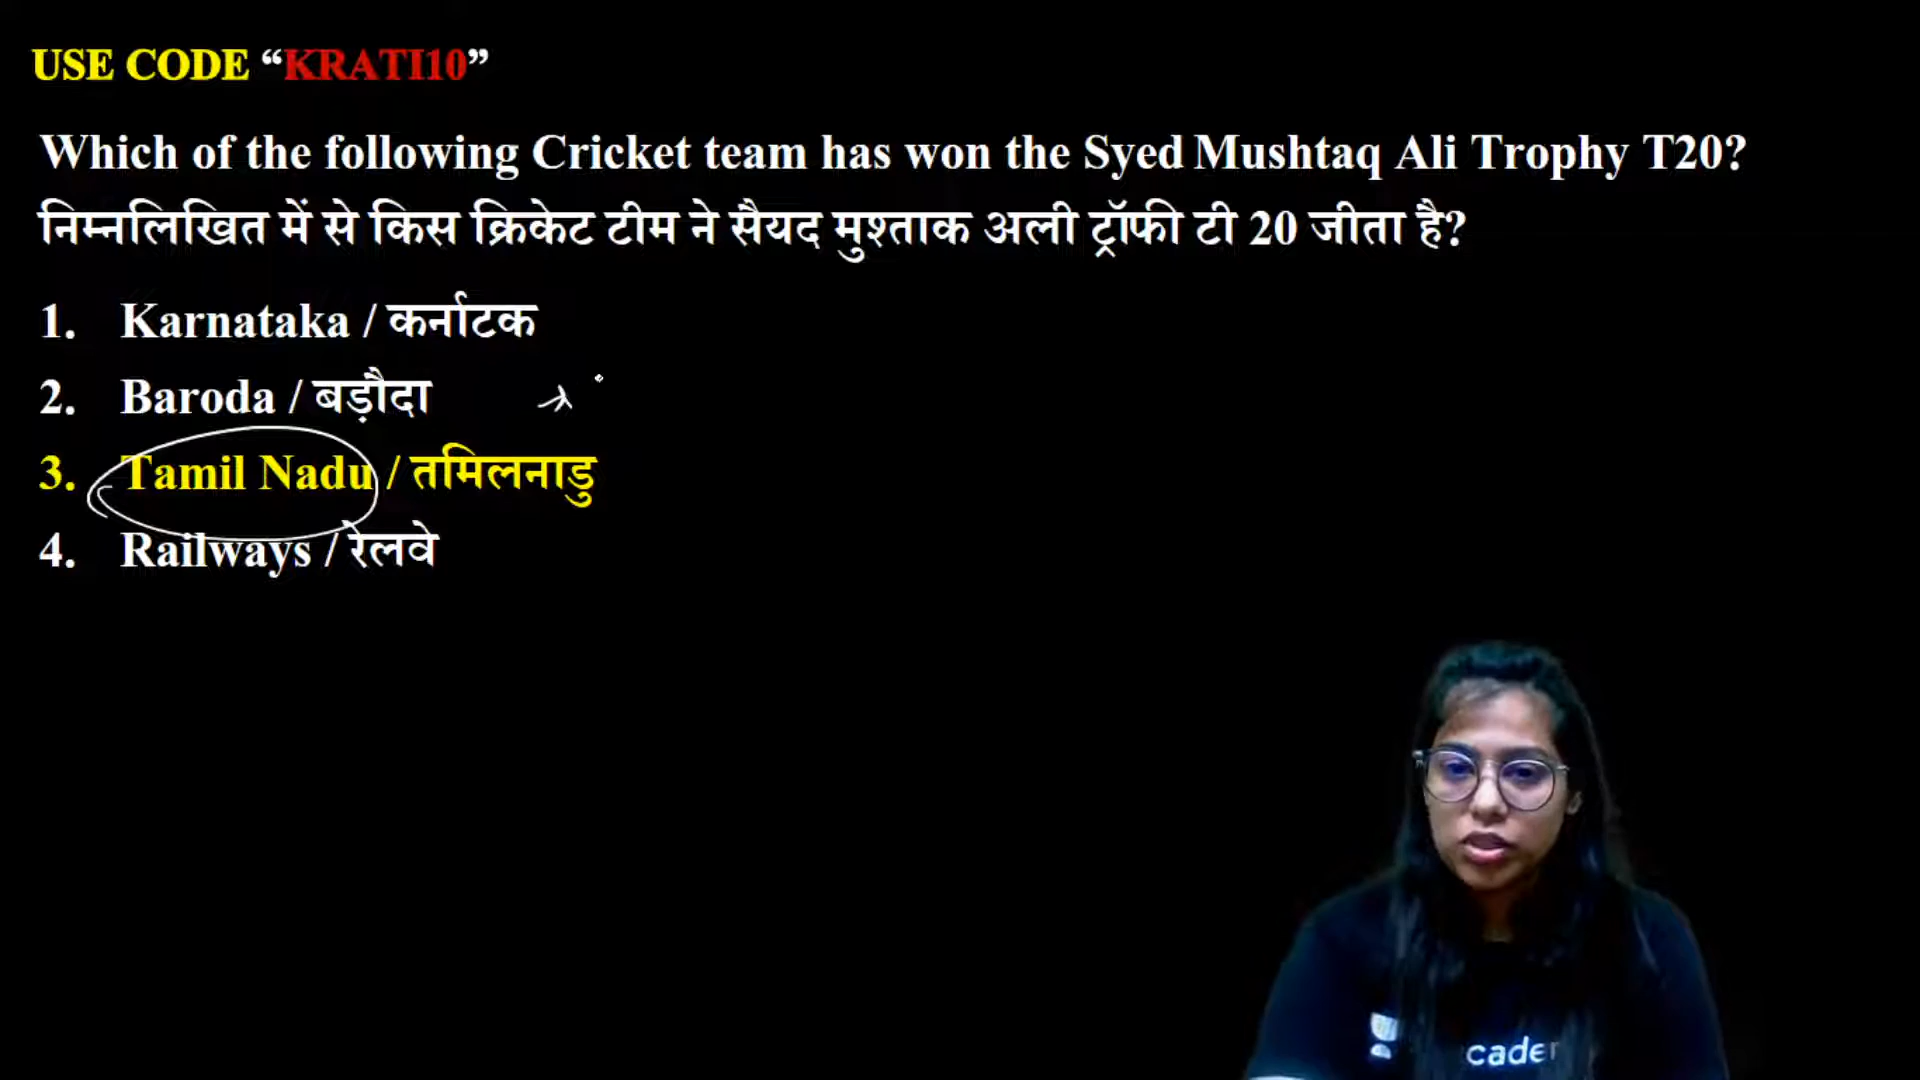 USE CODE “KRATI10”
Which of the following Cricket team has won the Syed Mushtaq Ali Trophy T20?
निम्नलिखित में से किस क्रिकेट टीम ने सैयद मुश्ताक अली ट्रॉफी टी 20 जीता है?
1. Karnataka / कर्नाटक
2. Baroda / बड़ौदा
3. Tamil Nadu / तमिलनाडु
4. Railways / रेलवे
cader